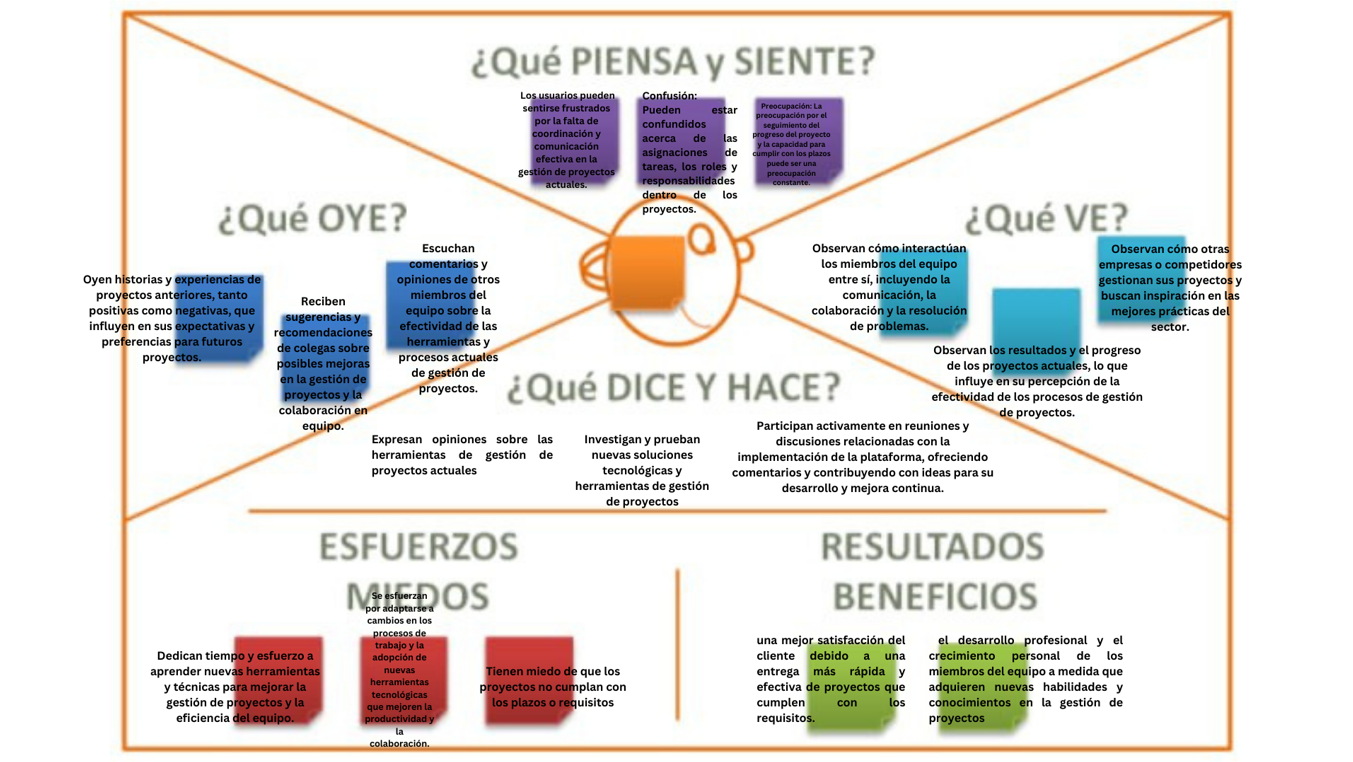 ¿Qué PIENSA y SIENTE?
Los usuarios pueden
sentirse frustrados
por la falta de
coordinación y
comunicación
efectiva en la
gestión de proyectos
actuales.
Confusión:
Pueden estar
confundidos
acerca de las
asignaciones de
tareas, los roles y
responsabilidades
dentro de los
proyectos.
Preocupación: La
preocupación por el
seguimiento del
progreso del proyecto
y la capacidad para
cumplir con los plazos
puede ser una
preocupación
constante.
¿Qué OYE?
Oyen historias y experiencias de
proyectos anteriores, tanto
positivas como negativas, que
influyen en sus expectativas y
preferencias para futuros
proyectos.
Reciben
sugerencias y
recomendaciones
de colegas sobre
posibles mejoras
en la gestión de
proyectos y la
colaboración en
equipo.
Escuchan
comentarios y
opiniones de otros
miembros del
equipo sobre la
efectividad de las
herramientas y
procesos actuales
de gestión de
proyectos.
¿Qué VE?
Observan cómo interactúan
los miembros del equipo
entre sí, incluyendo la
comunicación, la
colaboración y la resolución
de problemas.
Observan los resultados y el progreso
de los proyectos actuales, lo que
influye en su percepción de la
efectividad de los procesos de gestión
de proyectos.
Observan cómo otras
empresas o competidores
gestionan sus proyectos y
buscan inspiración en las
mejores prácticas del
sector.
¿Qué DICE Y HACE?
Expresan opiniones sobre las
herramientas de gestión de
proyectos actuales
Investigan y prueban
nuevas soluciones
tecnológicas y
herramientas de gestión
de proyectos
Participan activamente en reuniones y
discusiones relacionadas con la
implementación de la plataforma, ofreciendo
comentarios y contribuyendo con ideas para su
desarrollo y mejora continua.
ESFUERZOS
MIEDOS
Dedican tiempo y esfuerzo a
aprender nuevas herramientas
y técnicas para mejorar la
gestión de proyectos y la
eficiencia del equipo.
Se esfuerzan
por adaptarse a
cambios en los
procesos de
trabajo y la
adopción de
nuevas
herramientas
tecnológicas
que mejoren la
productividad y
la
colaboración.
Tienen miedo de que los
proyectos no cumplan con
los plazos o requisitos
RESULTADOS
BENEFICIOS
una mejor satisfacción del
cliente debido a una
entrega más rápida y
efectiva de proyectos que
cumplen con los
requisitos.
el desarrollo profesional y el
crecimiento personal de los
miembros del equipo a medida que
adquieren nuevas habilidades y
conocimientos en la gestión de
proyectos